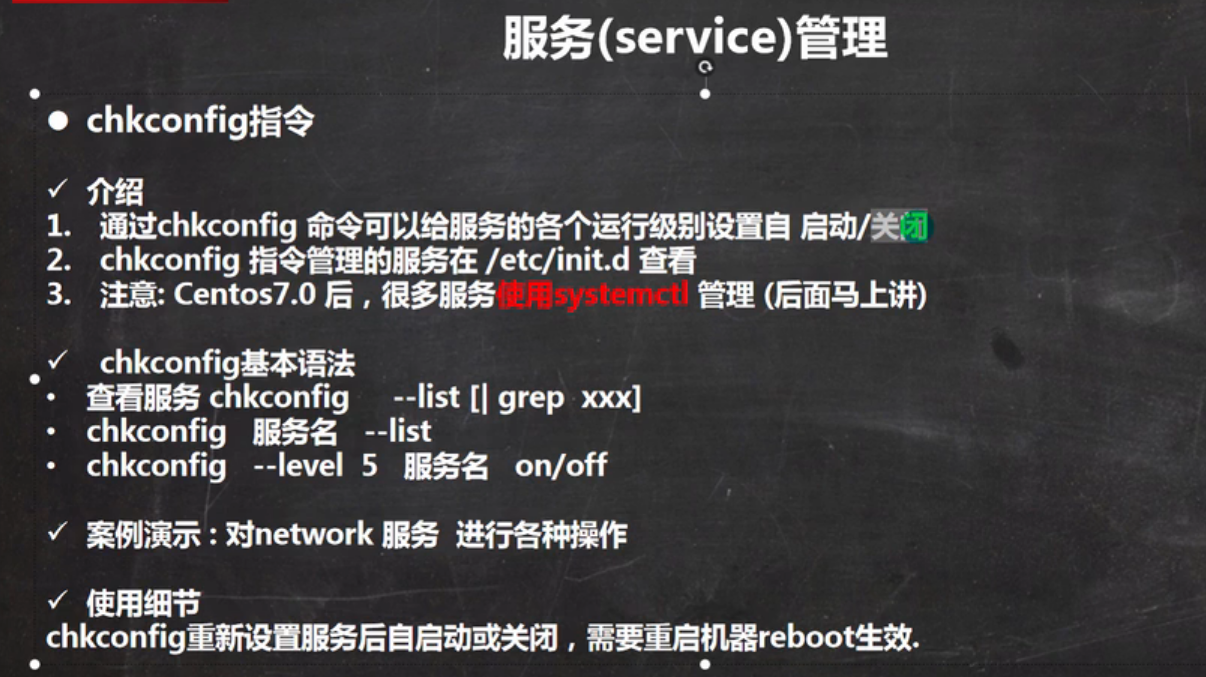 服务(service)管理
● chkconfig指令
✓ 介绍
1. 通过chkconfig 命令可以给服务的各个运行级别设置自 启动/关闭
2. chkconfig 指令管理的服务在 /etc/init.d 查看
3. 注意: Centos7.0 后，很多服务使用systemctl 管理 (后面马上讲)
✓ chkconfig基本语法
• 查看服务 chkconfig --list [| grep xxx]
• chkconfig 服务名 --list
• chkconfig --level 5 服务名 on/off
✓ 案例演示 : 对network 服务 进行各种操作
✓ 使用细节
chkconfig重新设置服务后自启动或关闭，需要重启机器reboot生效.